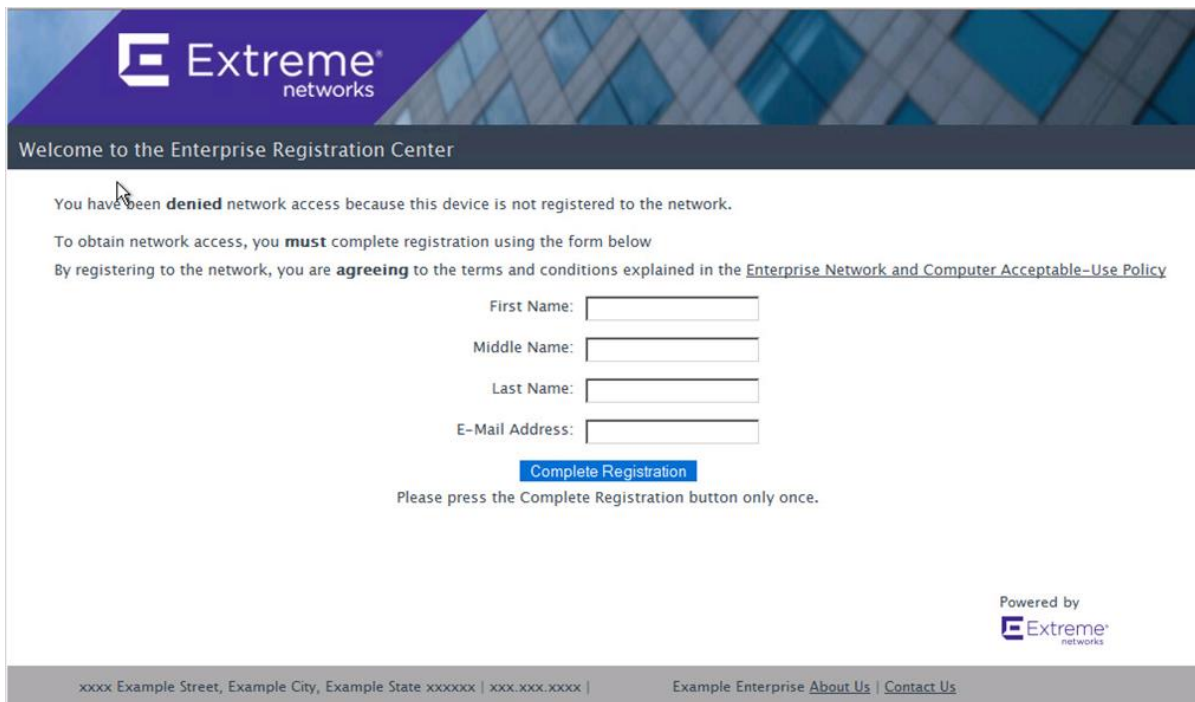 Extreme®
networks
Welcome to the Enterprise Registration Center
You have been denied network access because this device is not registered to the network.
To obtain network access, you must complete registration using the form below
By registering to the network, you are agreeing to the terms and conditions explained in the Enterprise Network and Computer Acceptable-Use Policy
First Name:
Middle Name:
Last Name:
E-Mail Address:
Complete Registration
Please press the Complete Registration button only once.
Powered by
Extreme®
networks
xxxx Example Street, Example City, Example State xxxxxx | xxx.xxx.xxxx | Example Enterprise About Us | Contact Us